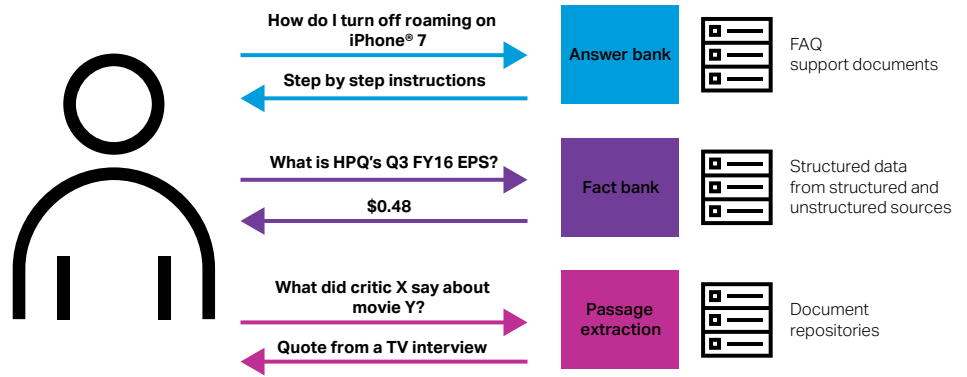 How do I turn off roaming on
iPhone® 7
Step by step instructions
Answer bank
FAQ
support documents
What is HPQ's Q3 FY16 EPS?
$0.48
Fact bank
Structured data
from structured and
unstructured sources
What did critic X say about
movie Y?
Quote from a TV interview
Passage
extraction
Document
repositories